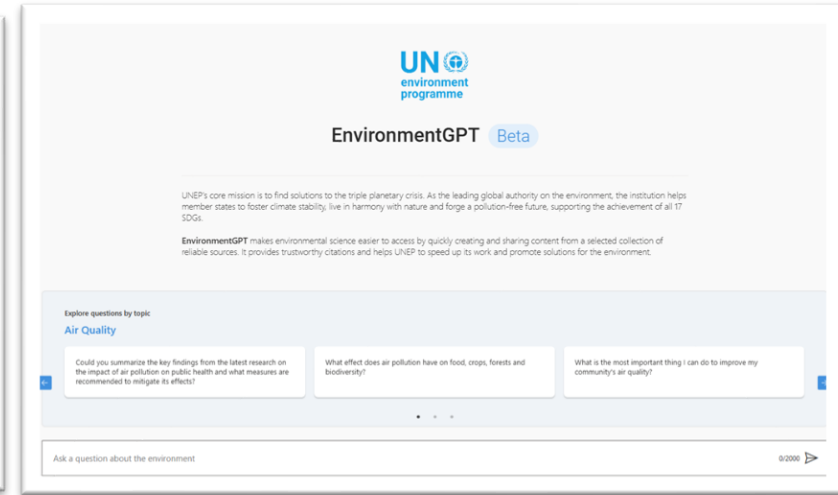 UN
environment
programme
EnvironmentGPT Beta
UNEP's core mission is to find solutions to the triple planetary crisis. As the leading global authority on the environment, the institution helps
member states to foster climate stability, live in harmony with nature and forge a pollution-free future, supporting the achievement of all 17
SDGs.
EnvironmentGPT makes environmental science easier to access by quickly creating and sharing content from a selected collection of
reliable sources. It provides trustworthy citations and helps UNEP to speed up its work and promote solutions for the environment.
Explore questions by topic
Air Quality
Could you summarize the key findings from the latest research on
the impact of air pollution on public health and what measures are
recommended to mitigate its effects?
What effect does air pollution have on food, crops, forests and
biodiversity?
What is the most important thing I can do to improve my
community's air quality?
Ask a question about the environment
0/2000